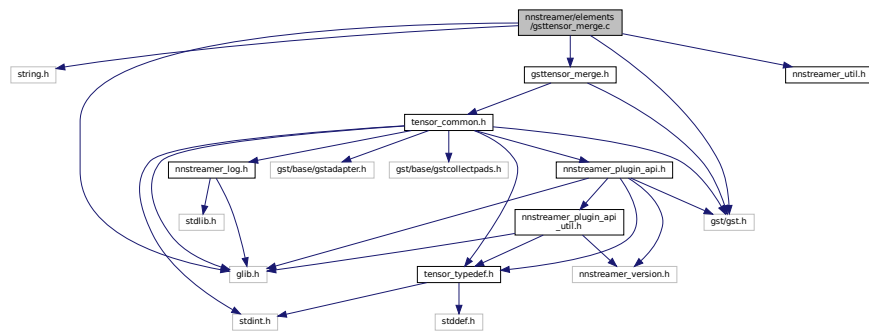 nnstreamer/elements
/gsttensor_merge.c
string.h
gsttensor_merge.h
nnstreamer_util.h
tensor_common.h
nnstreamer_log.h
gst/base/gstadapter.h
gst/base/gstcollectpads.h
nnstreamer_plugin_api.h
stdlib.h
nnstreamer_plugin_api
_util.h
gst/gst.h
glib.h
tensor_typedef.h
nnstreamer_version.h
stdint.h
stddef.h